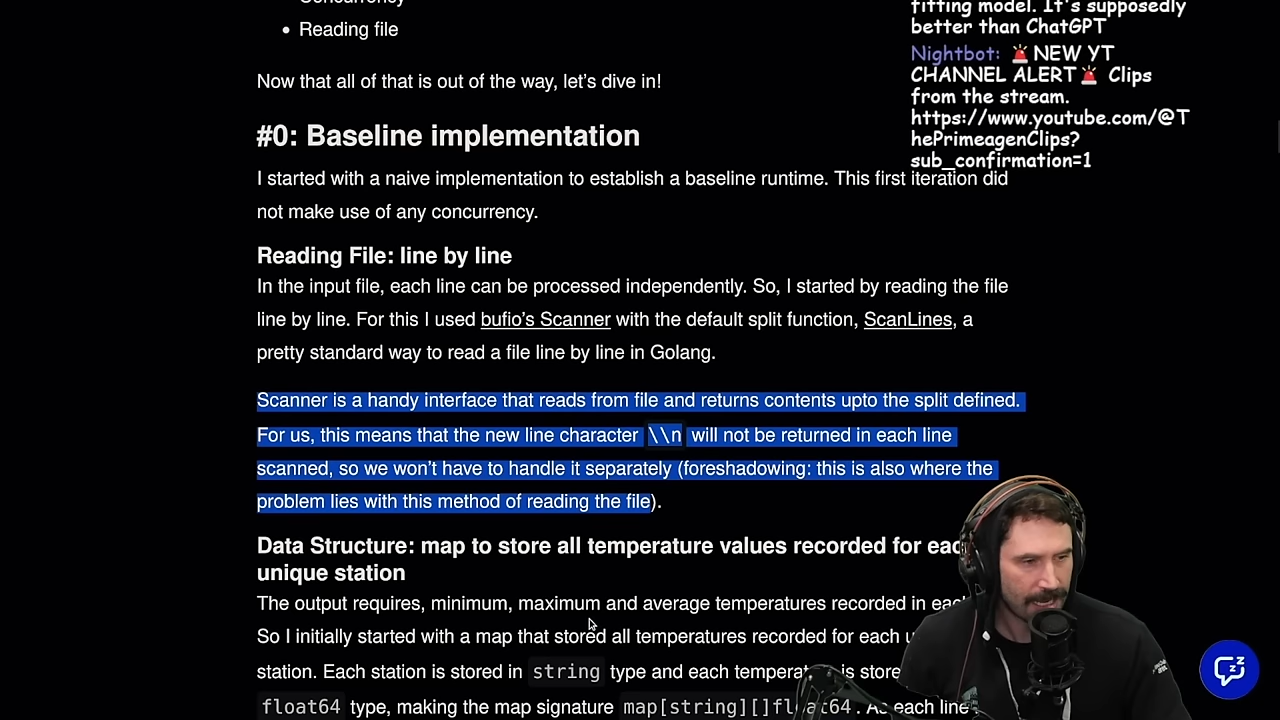 Concurrency
• Reading file
Now that all of that is out of the way, let's dive in!
#0: Baseline implementation
I started with a naive implementation to establish a baseline runtime. This first iteration did
not make use of any concurrency.
Reading File: line by line
In the input file, each line can be processed independently. So, I started by reading the file
line by line. For this I used bufio's Scanner with the default split function, ScanLines, a
pretty standard way to read a file line by line in Golang.
Scanner is a handy interface that reads from file and returns contents upto the split defined.
For us, this means that the new line character \\n will not be returned in each line
scanned, so we won't have to handle it separately (foreshadowing: this is also where the
problem lies with this method of reading the file).
Data Structure: map to store all temperature values recorded for
unique station
The output requires, minimum, maximum and average temperatures recorded in
So I initially started with a map that stored all temperatures recorded for each
station. Each station is stored in string type and each is
float64 type, making the map signature map[string][]float64. As each line
fitting model. It's supposedly
better than ChatGPT
Nightbot: 🚨NEW YT
CHANNEL ALERT🚨 Clips
from the stream.
https://www.youtube.com/@T
hePrimeagenClips?
sub_confirmation=1